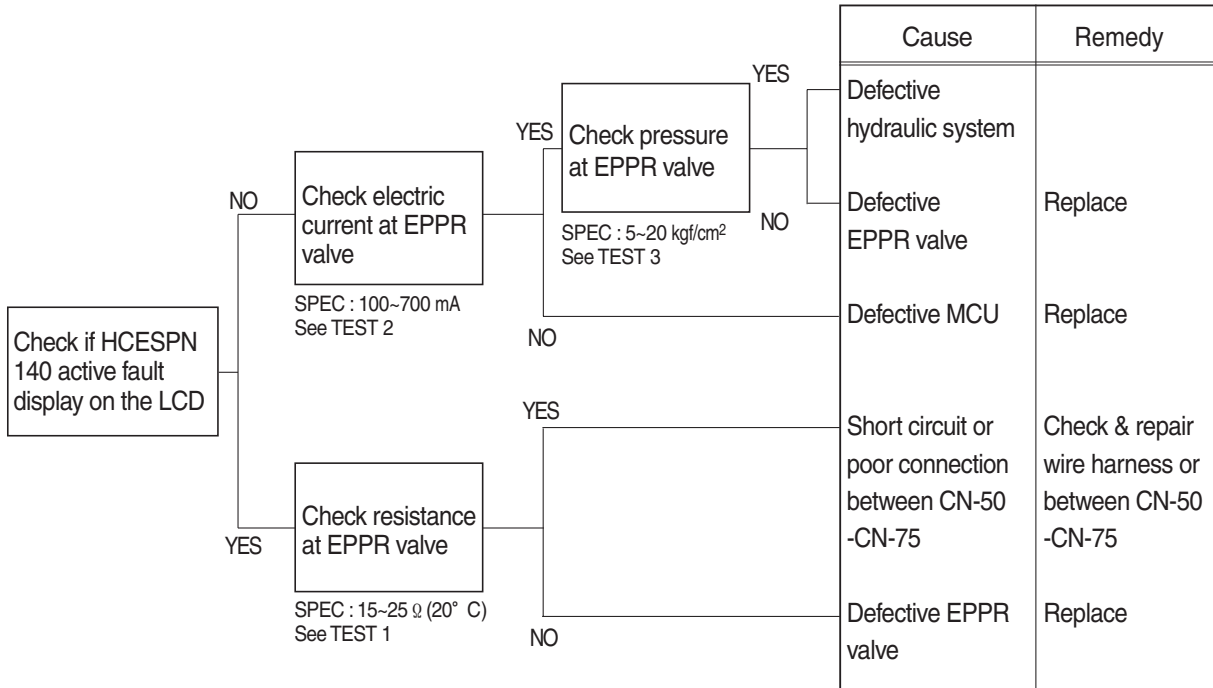 Check if HCESPN
140 active fault
display on the LCD
NO
Check electric
current at EPPR
valve
SPEC : 100~700 mA
See TEST 2
YES
Check pressure
at EPPR valve
SPEC : 5~20 kgf/cm²
See TEST 3
YES
NO
NO
YES
Check resistance
at EPPR valve
SPEC : 15~25 Ω (20° C)
See TEST 1
YES
NO
Cause
Remedy
Defective
hydraulic system
Defective
EPPR valve
Replace
Defective MCU
Replace
Short circuit or
poor connection
between CN-50
-CN-75
Check & repair
wire harness or
between CN-50
-CN-75
Defective EPPR
valve
Replace